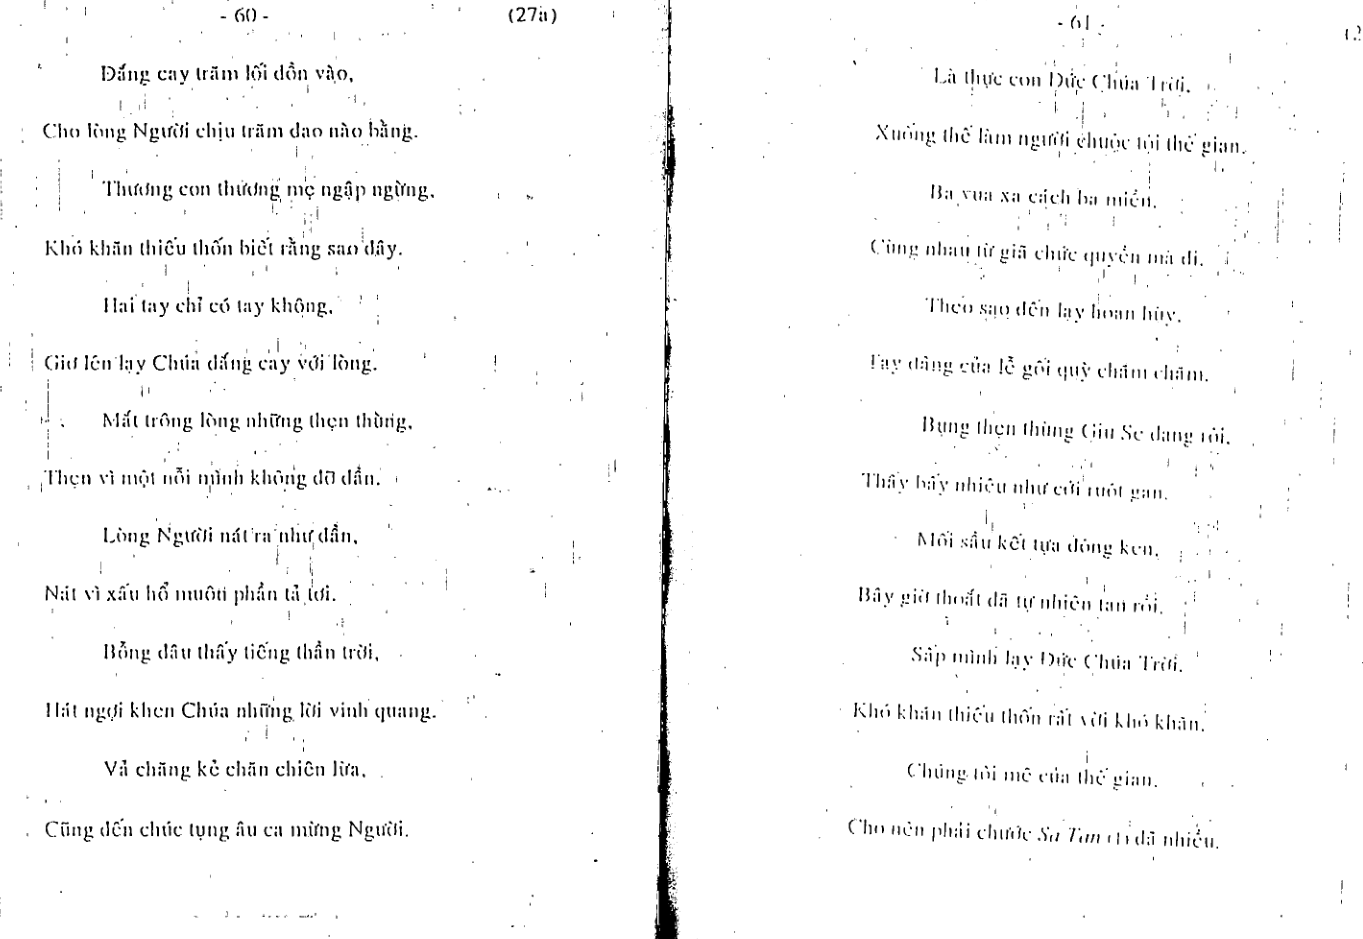 - 60 -
(27a)
Đắng cay trăm lối dồn vào,
Cho lòng Người chịu trăm dao nào bằng.
Thương con thương mẹ ngập ngừng,
Khó khăn thiếu thốn biết rằng sao đây.
Hai tay chỉ có tay không,
Giơ lên lạy Chúa đắng cay với lòng.
Mất trông lòng những thẹn thùng,
Thẹn vì một nỗi mình không đỡ đần.
Lòng Người nát ra như dần,
Nát vì xấu hổ muôn phần tả tơi.
Bỗng đâu thấy tiếng thần trời,
Hát ngợi khen Chúa những lời vinh quang.
Vả chăng kẻ chăn chiên lừa,
Cũng đến chúc tụng âu ca mừng Người.
- 61 -
Là thực con Đức Chúa Trời,
Xuống thế làm người chuộc tội thế gian.
Ba vua xa cách ba miền,
Cùng nhau từ giã chức quyền mà đi.
Theo sao đến lạy hoan hủy,
Tay dâng của lễ gối quỳ chăm chăm.
Bụng thẹn thùng Giu Se đang rối,
Thấy bấy nhiêu như cởi ruột gan.
Mối sầu kết tựa đóng ken,
Bây giờ thoắt đã tự nhiên tan rồi.
Sấp mình lạy Đức Chúa Trời,
Khó khăn thiếu thốn rất vời khó khăn.
Chúng tôi mê của thế gian,
Cho nên phải chước Sa Tan (1) đã nhiều.